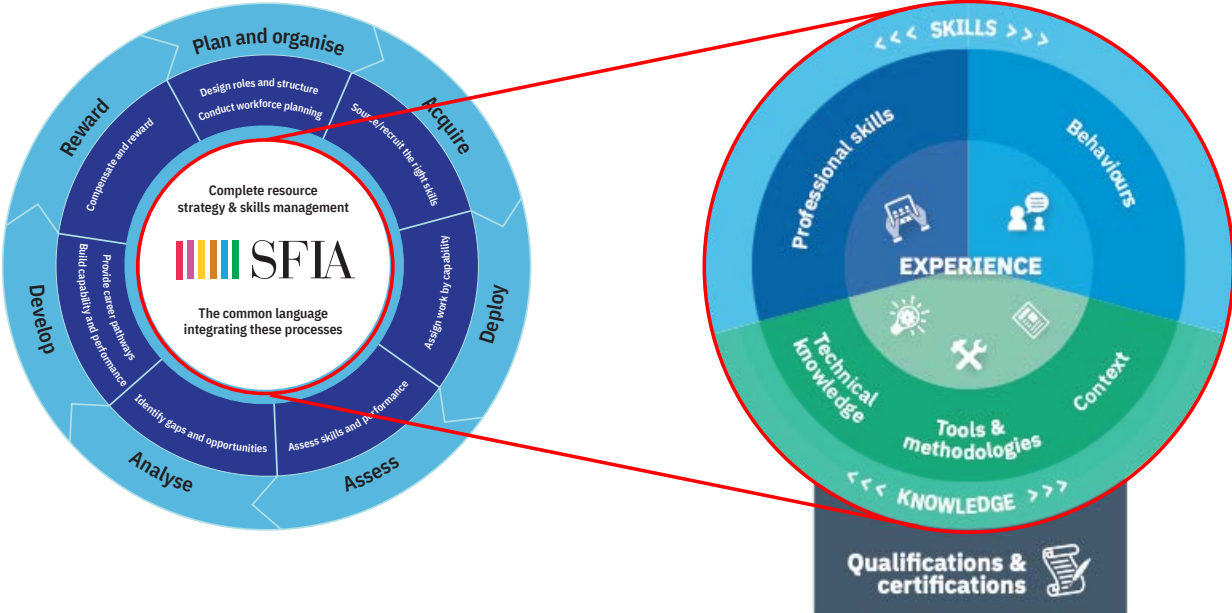 Plan and organise
Design roles and structure
Conduct workforce planning
Acquire
Source/recruit the right skills
Deploy
Assign work by capability
Assess
Assess skills and performance
Analyse
Identify gaps and opportunities
Develop
Provide career pathways
Build capability and performance
Reward
Compensate and reward
Complete resource
strategy & skills management
SFIA
The common language
integrating these processes
<<< SKILLS >>>
Professional skills
Behaviours
EXPERIENCE
Technical
knowledge
Tools &
methodologies
Context
<<< KNOWLEDGE >>>
Qualifications &
certifications